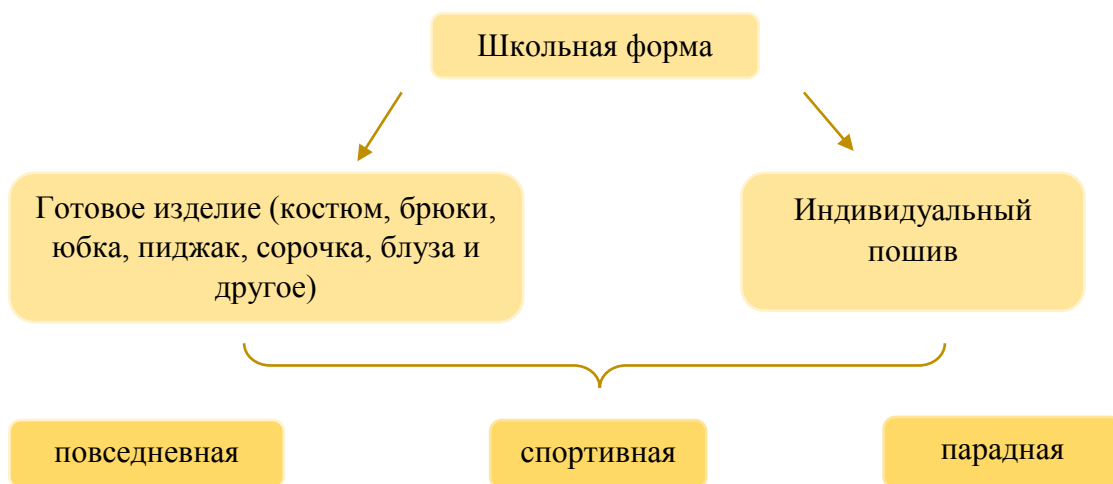 Школьная форма
Готовое изделие (костюм, брюки,
юбка, пиджак, сорочка, блуза и
другое)
Индивидуальный
пошив
повседневная
спортивная
парадная